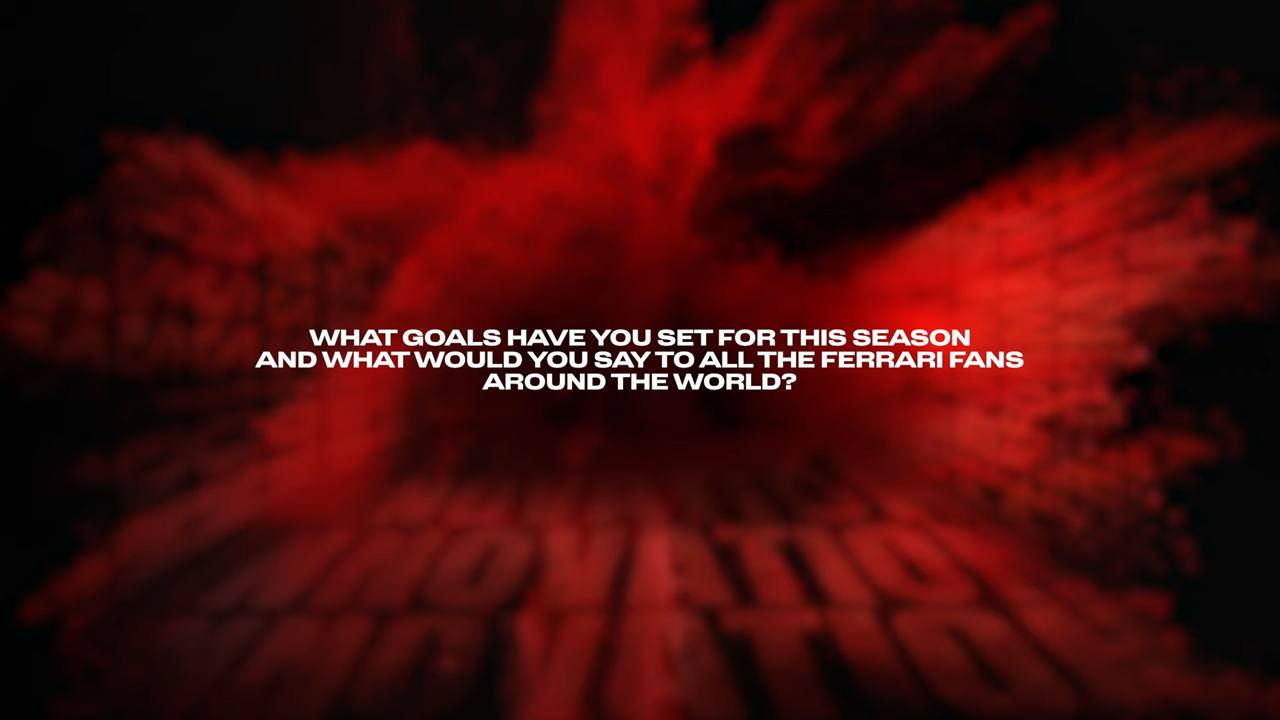 WHAT GOALS HAVE YOU SET FOR THIS SEASON
AND WHAT WOULD YOU SAY TO ALL THE FERRARI FANS
AROUND THE WORLD?